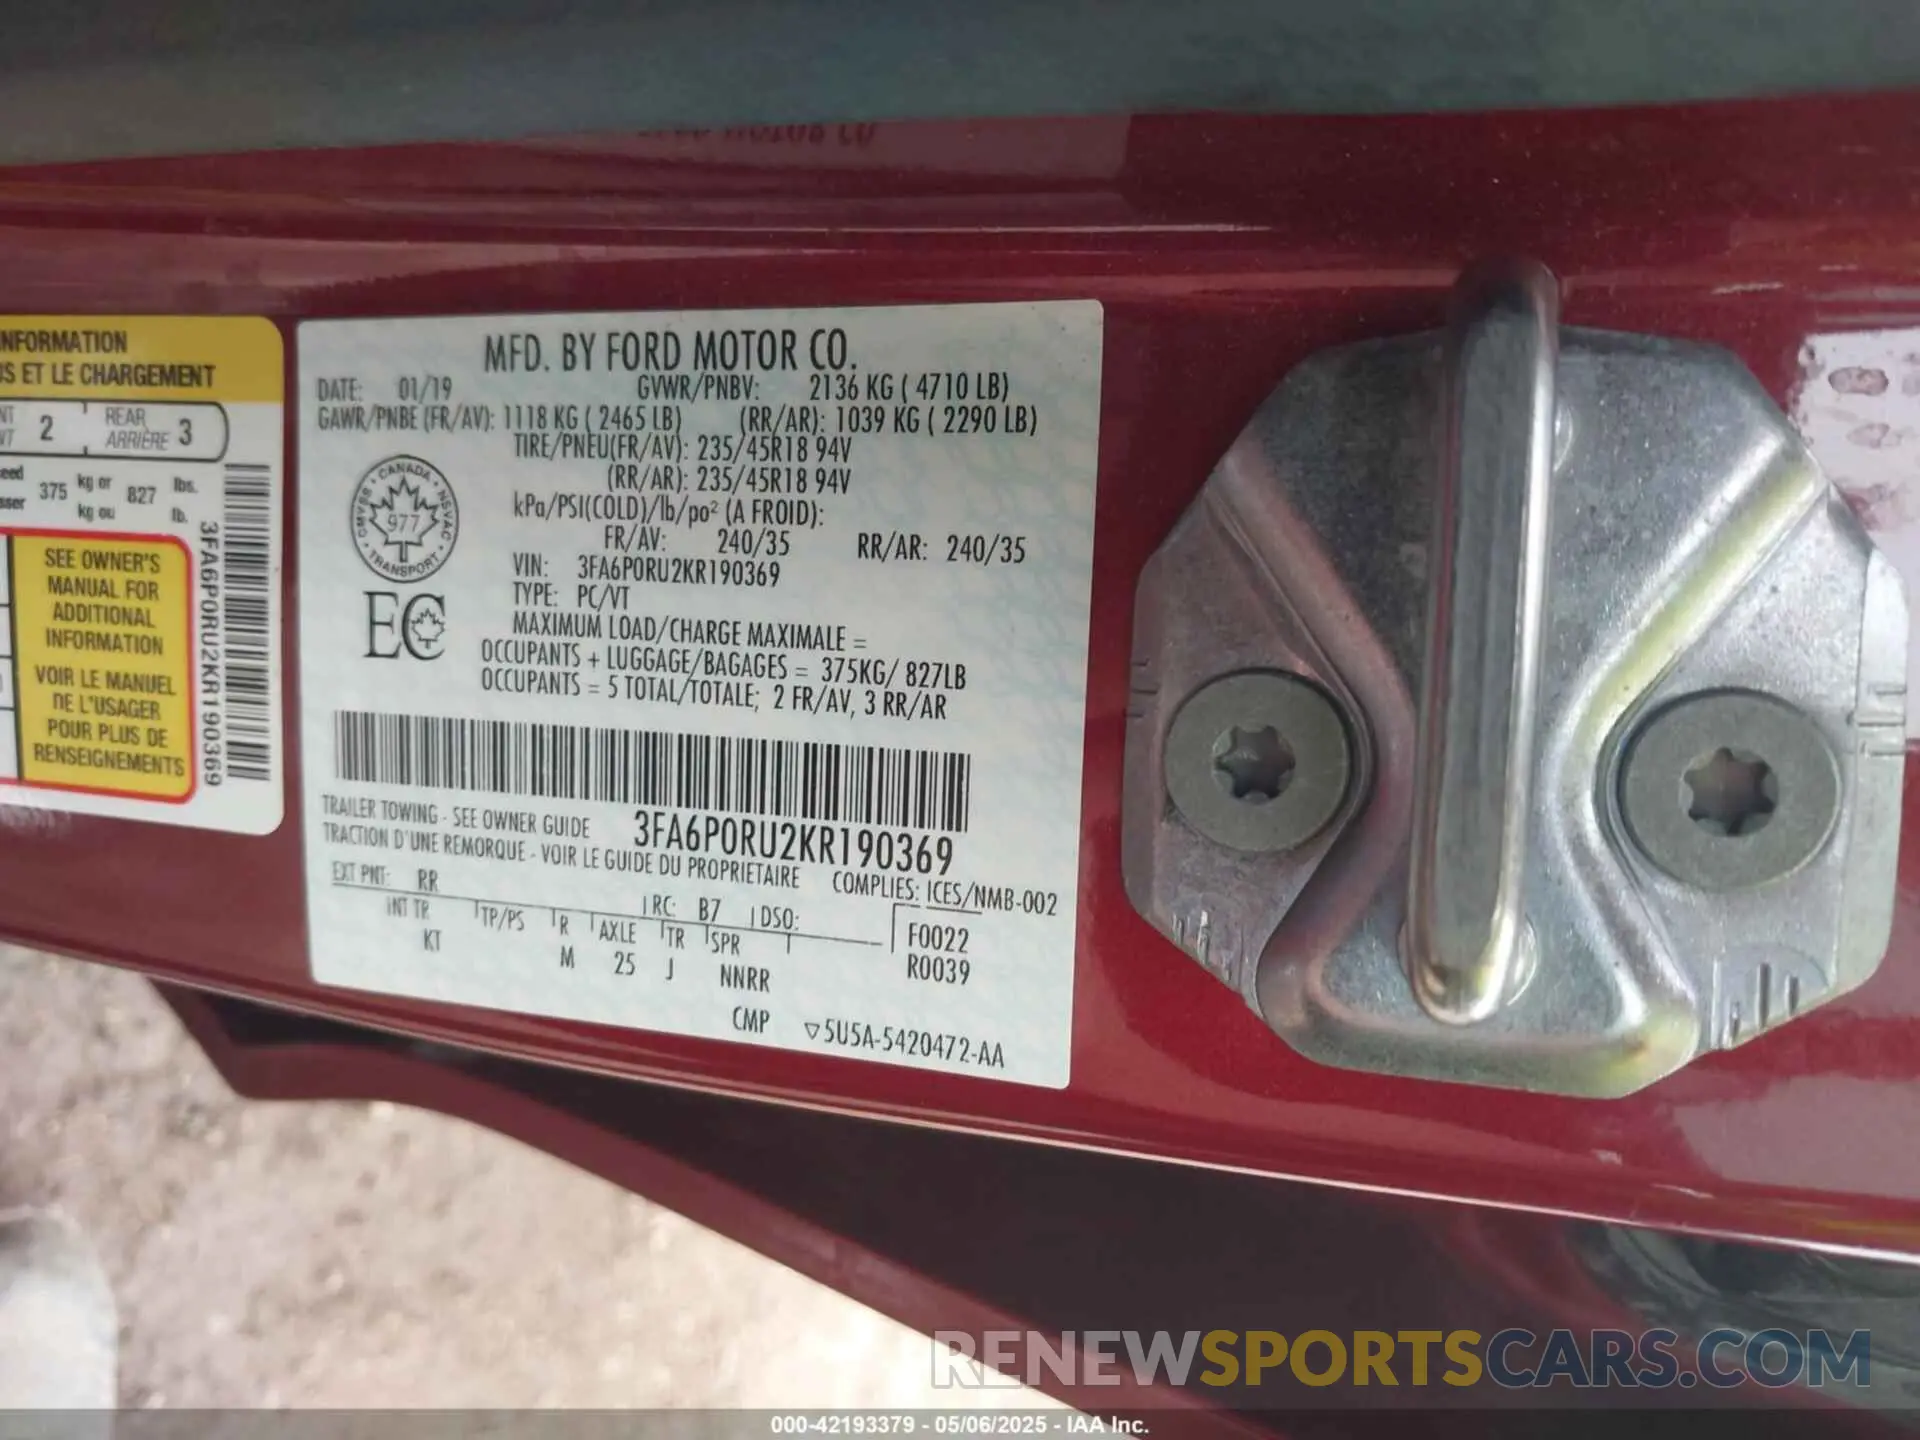 NFORMATION
US ET LE CHARGEMENT
NT 2 REAR 3
NT ARRIÈRE
eed 375 kg or 827 lbs.
sser kg ou lb.
SEE OWNER'S
MANUAL FOR
ADDITIONAL
INFORMATION
VOIR LE MANUEL
DE L'USAGER
POUR PLUS DE
RENSEIGNEMENTS
3FA6P0RU2KR190369
MFD. BY FORD MOTOR CO.
DATE: 01/19 GVWR/PNBV: 2136 KG ( 4710 LB)
GAWR/PNBE (FR/AV): 1118 KG ( 2465 LB) (RR/AR): 1039 KG ( 2290 LB)
TIRE/PNEU(FR/AV): 235/45R18 94V
(RR/AR): 235/45R18 94V
kPa/PSI(COLD)/lb/po² (A FROID):
FR/AV: 240/35 RR/AR: 240/35
VIN: 3FA6P0RU2KR190369
TYPE: PC/VT
MAXIMUM LOAD/CHARGE MAXIMALE =
OCCUPANTS + LUGGAGE/BAGAGES = 375KG/ 827LB
OCCUPANTS = 5 TOTAL/TOTALE; 2 FR/AV, 3 RR/AR
CANADA
CMVSS 977 NSVAC
TRANSPORT
EC
TRAILER TOWING - SEE OWNER GUIDE 3FA6P0RU2KR190369
TRACTION D'UNE REMORQUE - VOIR LE GUIDE DU PROPRIETAIRE
COMPLIES: ICES/NMB-002
EXT PNT: RR RC: B7 DSO:
INT TR TP/PS R AXLE TR SPR F0022
KT M 25 J NNRR R0039
CMP ▽5U5A-5420472-AA
RENEWSPORTSCARS.COM
000-42193379 - 05/06/2025 - IAA Inc.